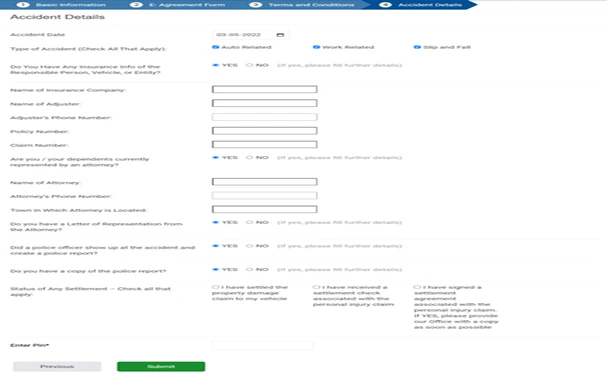 1 Basic Information 2 E-Agreement Form 3 Terms and Conditions 4 Accident Details
Accident Details
Accident Date 03-05-2022
Type of Accident (Check All That Apply): Auto Related Work Related Slip and Fall
Do You Have Any Insurance Info of the YES NO (If yes, please fill further details)
Responsible Person, Vehicle, or Entity?
Name of Insurance Company:
Name of Adjuster:
Adjuster's Phone Number:
Policy Number:
Claim Number:
Are you / your dependents currently YES NO (If yes, please fill further details)
represented by an attorney?
Name of Attorney:
Attorney's Phone Number:
Town in Which Attorney is Located:
Do you have a Letter of Representation from YES NO (If yes, please fill further details)
the Attorney?
Did a police officer show up at the accident and YES NO (If yes, please fill further details)
create a police report?
Do you have a copy of the police report? YES NO (If yes, please fill further details)
Status of Any Settlement – Check all that I have settled the I have received a I have signed a
apply: property damage settlement check settlement
claim to my vehicle associated with the agreement
personal injury claim associated with the
personal injury claim.
If YES, please provide
our Office with a copy
as soon as possible
Enter Pin*
Previous Submit